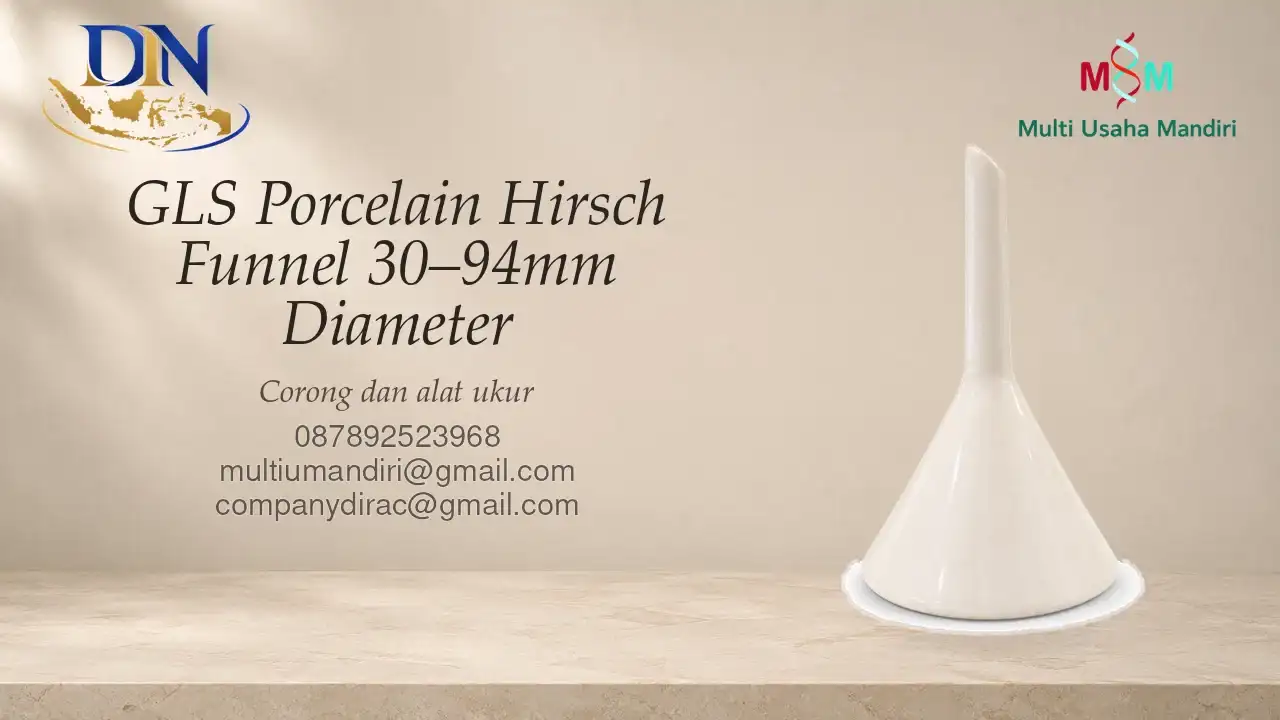 DIN
M M
Multi Usaha Mandiri
GLS Porcelain Hirsch
Funnel 30–94mm
Diameter
Corong dan alat ukur
087892523968
multiumandiri@gmail.com
companydirac@gmail.com